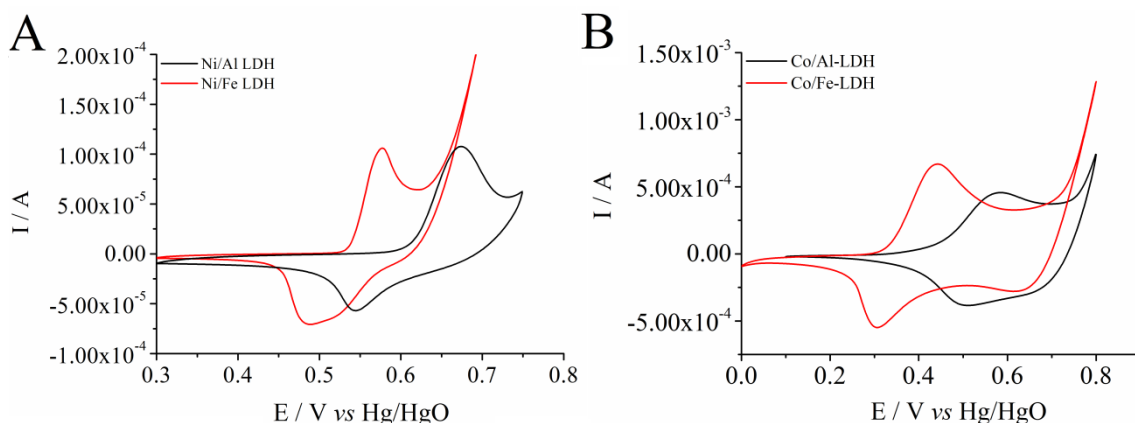 A
2.00x10-4
1.50x10-4
1.00x10-4
5.00x10-5
0.00
-5.00x10-5
-1.00x10-4
I / A
Ni/Al LDH
Ni/Fe LDH
0.3 0.4 0.5 0.6 0.7 0.8
E / V vs Hg/HgO
B
1.50x10-3
1.00x10-3
5.00x10-4
0.00
-5.00x10-4
I / A
Co/Al-LDH
Co/Fe-LDH
0.0 0.2 0.4 0.6 0.8
E / V vs Hg/HgO